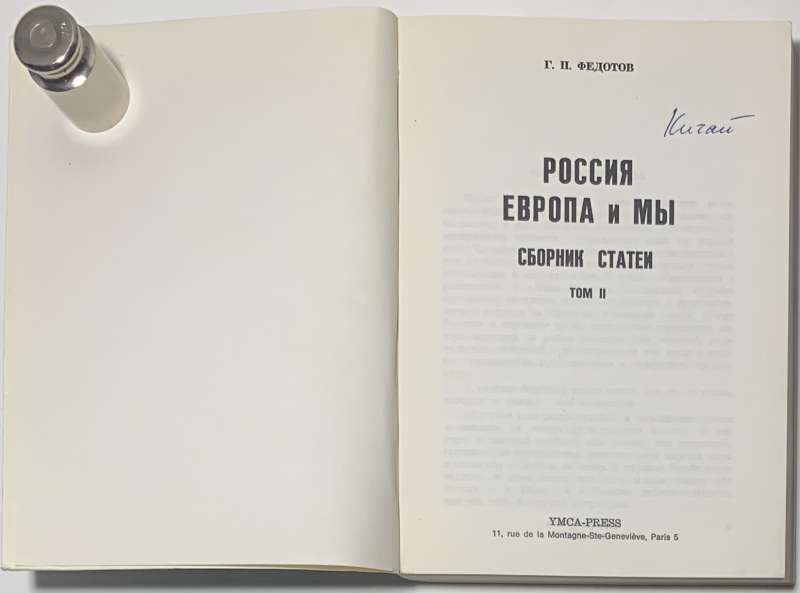 Г. П. ФЕДОТОВ
Китай
РОССИЯ
ЕВРОПА и МЫ
СБОРНИК СТАТЕЙ
ТОМ II
YMCA-PRESS
11, rue de la Montagne-Ste-Geneviève, Paris 5